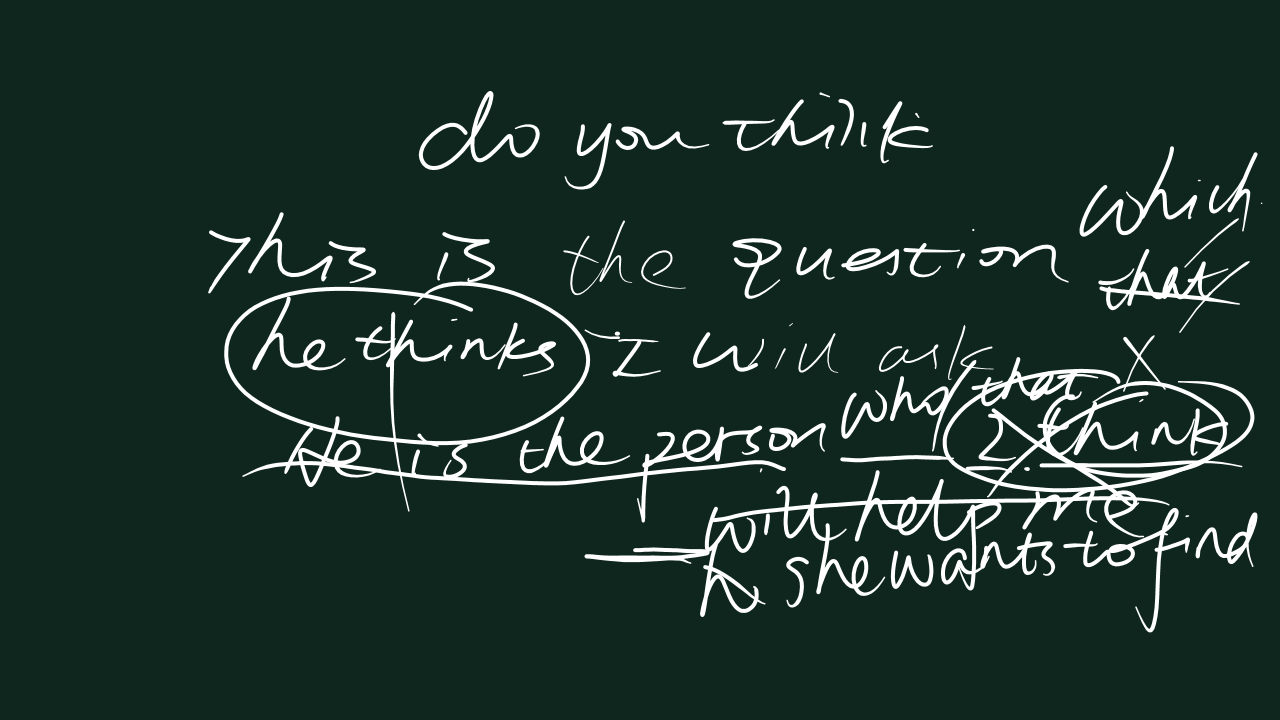 do you think
which
This is the question that
he thinks I will ask
who/that
He is the person I think
will help me
she wants to find